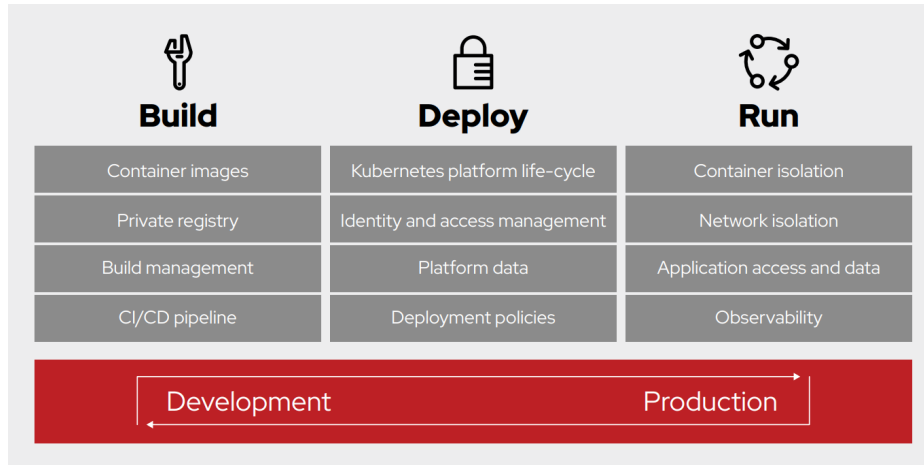 Build
Deploy
Run
Container images
Kubernetes platform life-cycle
Container isolation
Private registry
Identity and access management
Network isolation
Build management
Platform data
Application access and data
CI/CD pipeline
Deployment policies
Observability
Development
Production